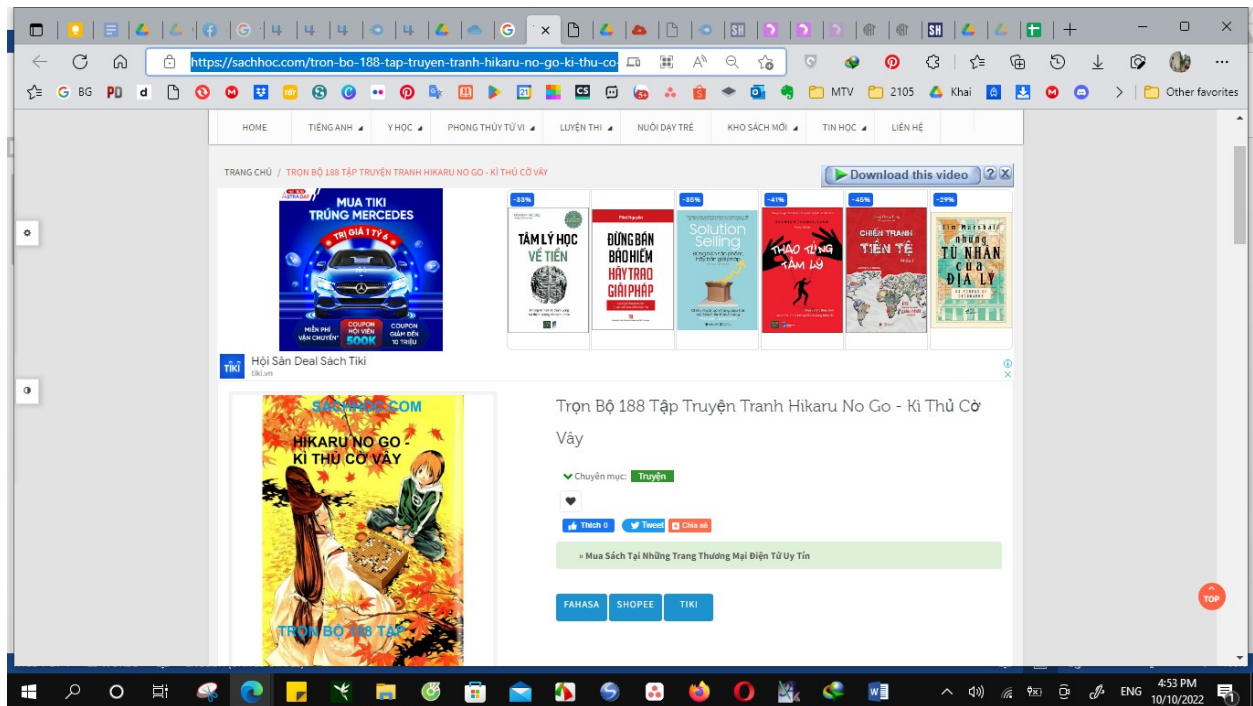 https://sachhoc.com/tron-bo-188-tap-truyen-tranh-hikaru-no-go-ki-thu-co-
G BG PD d MTV 2105 Khai Other favorites
HOME TIẾNG ANH Y HỌC PHONG THỦY TỬ VI LUYỆN THI NUÔI DẠY TRẺ KHO SÁCH MỚI TIN HỌC LIÊN HỆ
TRANG CHỦ / TRỌN BỘ 188 TẬP TRUYỆN TRANH HIKARU NO GO - KÌ THỦ CỜ VÂY
Download this video ? X
MUA TIKI
TRÚNG MERCEDES
TRỊ GIÁ 1 TỶ 6
MIỄN PHÍ
VẬN CHUYỂN*
COUPON
HỘI VIÊN
500K
COUPON
GIẢM ĐẾN
10 TRIỆU
-33%
TÂM LÝ HỌC
VỀ TIỀN
ĐỪNG BÁN
BẢO HIỂM
HÃY TRAO
GIẢI PHÁP
-35%
Solution
Selling
-41%
THAO TÚNG
TÂM LÝ
-45%
CHIẾN TRANH
TIỀN TỆ
-29%
Tim Marshall
những
TÙ NHÂN
của
ĐỊA LÝ
TIKI
Hội Săn Deal Sách Tiki
tiki.vn
SACHHOC.COM
HIKARU NO GO -
KÌ THỦ CỜ VÂY
TRỌN BỘ 188 TẬP
Trọn Bộ 188 Tập Truyện Tranh Hikaru No Go - Kì Thủ Cờ
Vây
Chuyên mục: Truyện
Thích 0 Tweet Chia sẻ
» Mua Sách Tại Những Trang Thương Mại Điện Tử Uy Tín
FAHASA SHOPEE TIKI
TOP
ENG
4:53 PM
10/10/2022